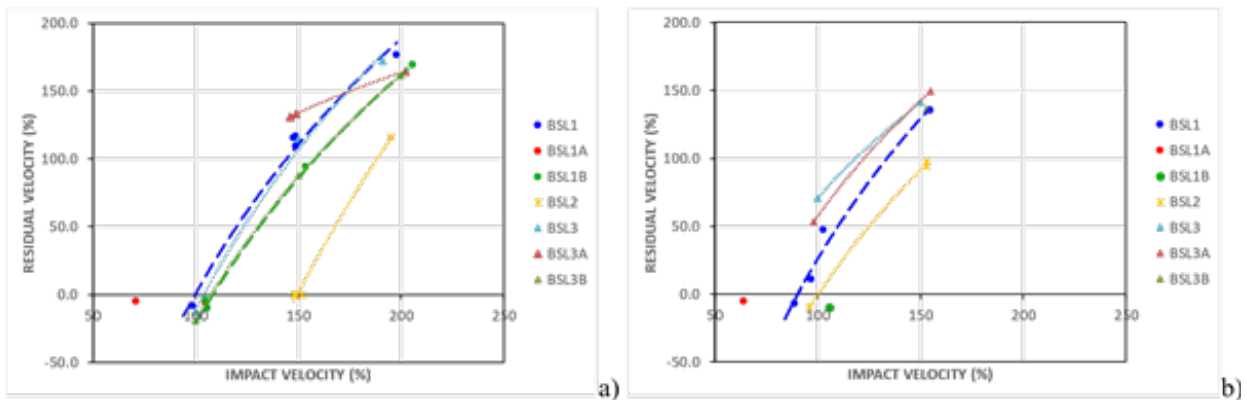 200.0
150.0
100.0
50.0
0.0
-50.0
50
100
150
200
250
RESIDUAL VELOCITY (%)
IMPACT VELOCITY (%)
BSL1
BSL1A
BSL1B
BSL2
BSL3
BSL3A
BSL3B
a)
200.0
150.0
100.0
50.0
0.0
-50.0
50
100
150
200
250
RESIDUAL VELOCITY (%)
IMPACT VELOCITY (%)
BSL1
BSL1A
BSL1B
BSL2
BSL3
BSL3A
BSL3B
b)